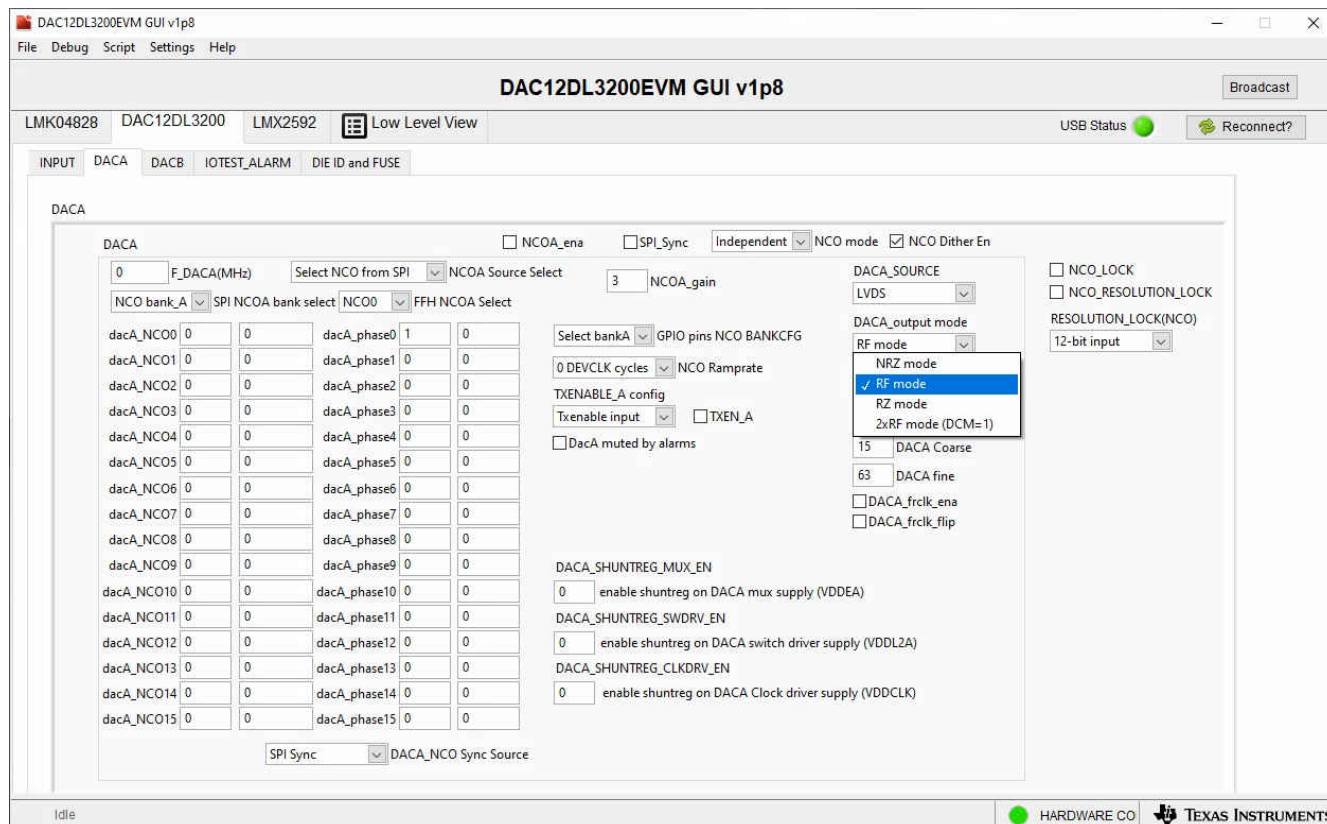 DAC12DL3200EVM GUI v1p8
File Debug Script Settings Help
DAC12DL3200EVM GUI v1p8
Broadcast
LMK04828 DAC12DL3200 LMX2592 Low Level View USB Status Reconnect?
INPUT DACA DACB IOTEST_ALARM DIE ID and FUSE
DACA
DACA NCOA_ena SPI_Sync Independent NCO mode NCO Dither En
0 F_DACA(MHz) Select NCO from SPI NCOA Source Select 3 NCOA_gain DACA_SOURCE NCO_LOCK
NCO bank_A SPI NCOA bank select NCO0 FFH NCOA Select LVDS NCO_RESOLUTION_LOCK
dacA_NCO0 0 0 dacA_phase0 1 0 Select bankA GPIO pins NCO BANKCFG DACA_output mode RESOLUTION_LOCK(NCO)
RF mode 12-bit input
dacA_NCO1 0 0 dacA_phase1 0 0 0 DEVCLK cycles NCO Ramprate NRZ mode
dacA_NCO2 0 0 dacA_phase2 0 0 TXENABLE_A config ✓ RF mode
dacA_NCO3 0 0 dacA_phase3 0 0 Txenable input TXEN_A RZ mode
dacA_NCO4 0 0 dacA_phase4 0 0 DacA muted by alarms 2xRF mode (DCM=1)
15 DACA Coarse
dacA_NCO5 0 0 dacA_phase5 0 0
dacA_NCO6 0 0 dacA_phase6 0 0 63 DACA fine
dacA_NCO7 0 0 dacA_phase7 0 0 DACA_frclk_ena
DACA_frclk_flip
dacA_NCO8 0 0 dacA_phase8 0 0
dacA_NCO9 0 0 dacA_phase9 0 0 DACA_SHUNTREG_MUX_EN
dacA_NCO10 0 0 dacA_phase10 0 0 0 enable shuntreg on DACA mux supply (VDDEA)
dacA_NCO11 0 0 dacA_phase11 0 0 DACA_SHUNTREG_SWDRV_EN
dacA_NCO12 0 0 dacA_phase12 0 0 0 enable shuntreg on DACA switch driver supply (VDDL2A)
dacA_NCO13 0 0 dacA_phase13 0 0 DACA_SHUNTREG_CLKDRV_EN
dacA_NCO14 0 0 dacA_phase14 0 0 0 enable shuntreg on DACA Clock driver supply (VDDCLK)
dacA_NCO15 0 0 dacA_phase15 0 0
SPI Sync DACA_NCO Sync Source
Idle HARDWARE CO TEXAS INSTRUMENTS